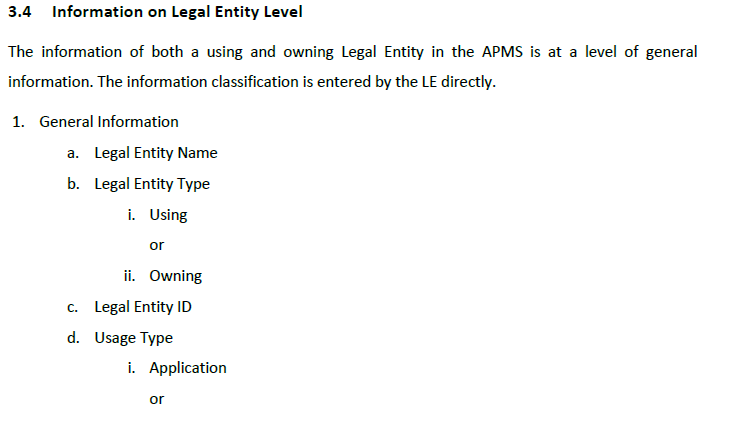 3.4 Information on Legal Entity Level
The information of both a using and owning Legal Entity in the APMS is at a level of general
information. The information classification is entered by the LE directly.
1. General Information
a. Legal Entity Name
b. Legal Entity Type
i. Using
or
ii. Owning
c. Legal Entity ID
d. Usage Type
i. Application
or